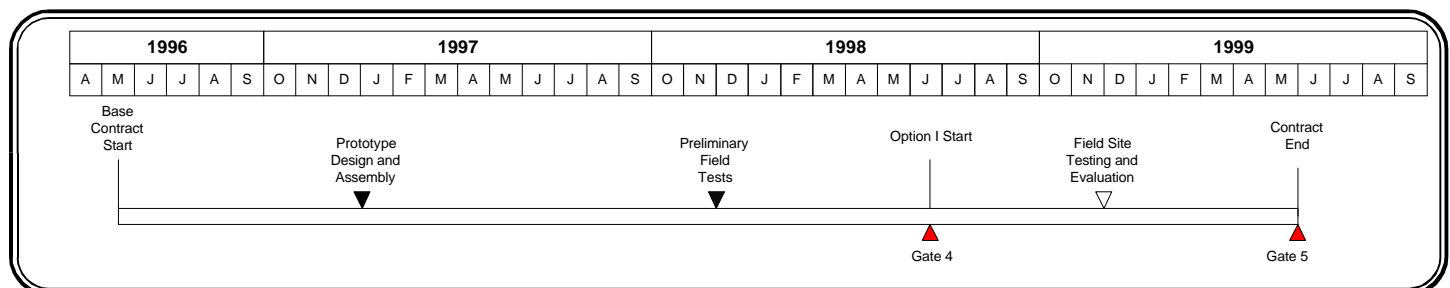 1996 1997 1998 1999
A M J J A S O N D J F M A M J J A S O N D J F M A M J J A S O N D J F M A M J J A S
Base
Contract
Start
Prototype
Design and
Assembly
Preliminary
Field
Tests
Option I Start
Field Site
Testing and
Evaluation
Contract
End
Gate 4
Gate 5